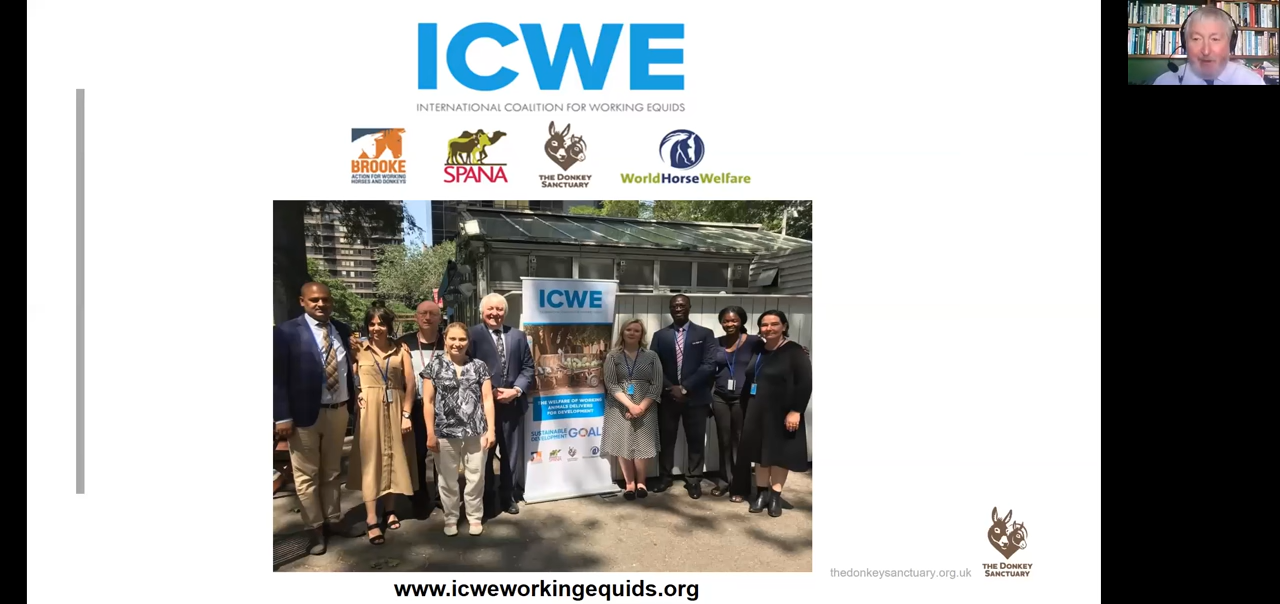 ICWE
INTERNATIONAL COALITION FOR WORKING EQUIDS
BROOKE
ACTION FOR WORKING
HORSES AND DONKEYS
SPANA
THE DONKEY
SANCTUARY
WorldHorseWelfare
ICWE
THE WELFARE OF WORKING
ANIMALS DELIVERS
FOR DEVELOPMENT
SUSTAINABLE
DEVELOPMENT
GOALS
www.icweworkingequids.org
thedonkeysanctuary.org.uk
THE DONKEY
SANCTUARY